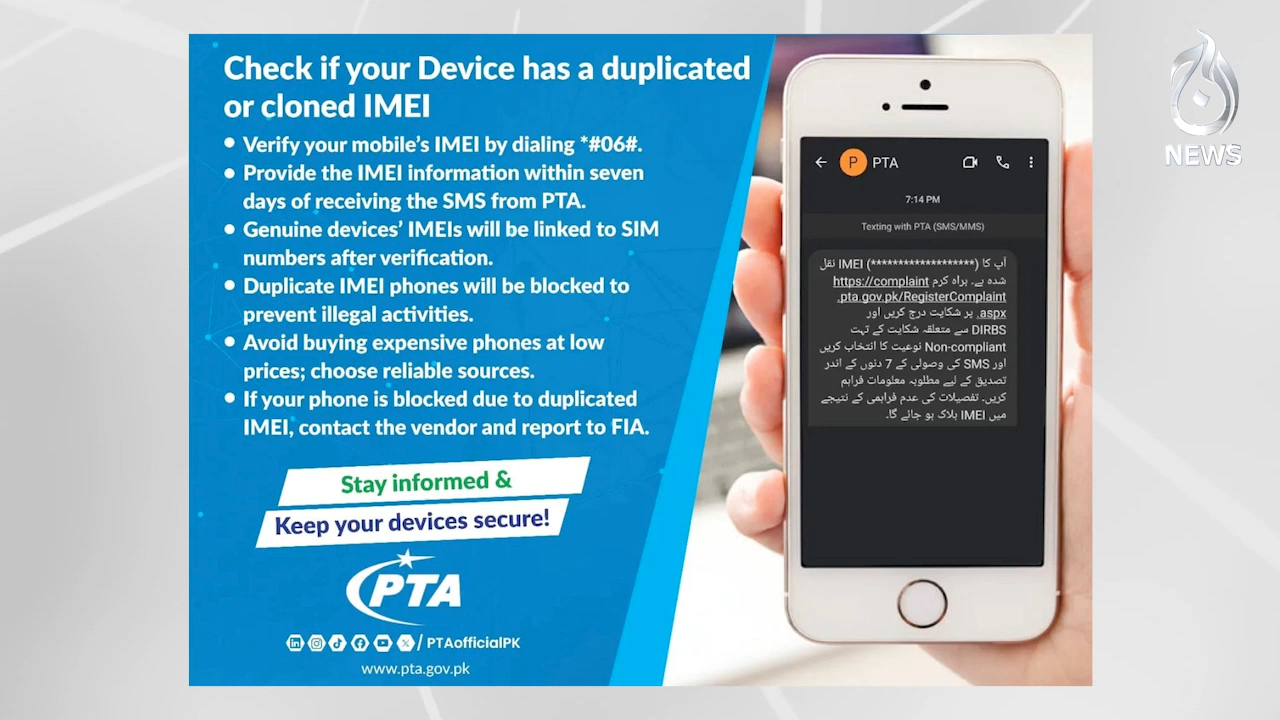 Check if your Device has a duplicated
or cloned IMEI
• Verify your mobile's IMEI by dialing *#06#.
• Provide the IMEI information within seven
days of receiving the SMS from PTA.
• Genuine devices' IMEIs will be linked to SIM
numbers after verification.
• Duplicate IMEI phones will be blocked to
prevent illegal activities.
• Avoid buying expensive phones at low
prices; choose reliable sources.
• If your phone is blocked due to duplicated
IMEI, contact the vendor and report to FIA.
Stay informed &
Keep your devices secure!
PTA
/ PTAofficialPK
www.pta.gov.pk
P PTA
7:14 PM
Texting with PTA (SMS/MMS)
آپ کا IMEI (*******************) نقل
شدہ ہے۔ براہ کرم https://complaint
.pta.gov.pk/RegisterComplaint
.aspx پر شکایت درج کریں اور
DIRBS سے متعلقہ شکایت کے تہت
Non-compliant نوعیت کا انتخاب کریں
اور SMS کی وصولی کے 7 دنوں کے اندر
تصدیق کے لیے مطلوبہ معلومات فراہم
کریں۔ تفصیلات کی عدم فراہمی کے نتیجے
میں IMEI بلاک ہو جائے گا۔
آج
NEWS